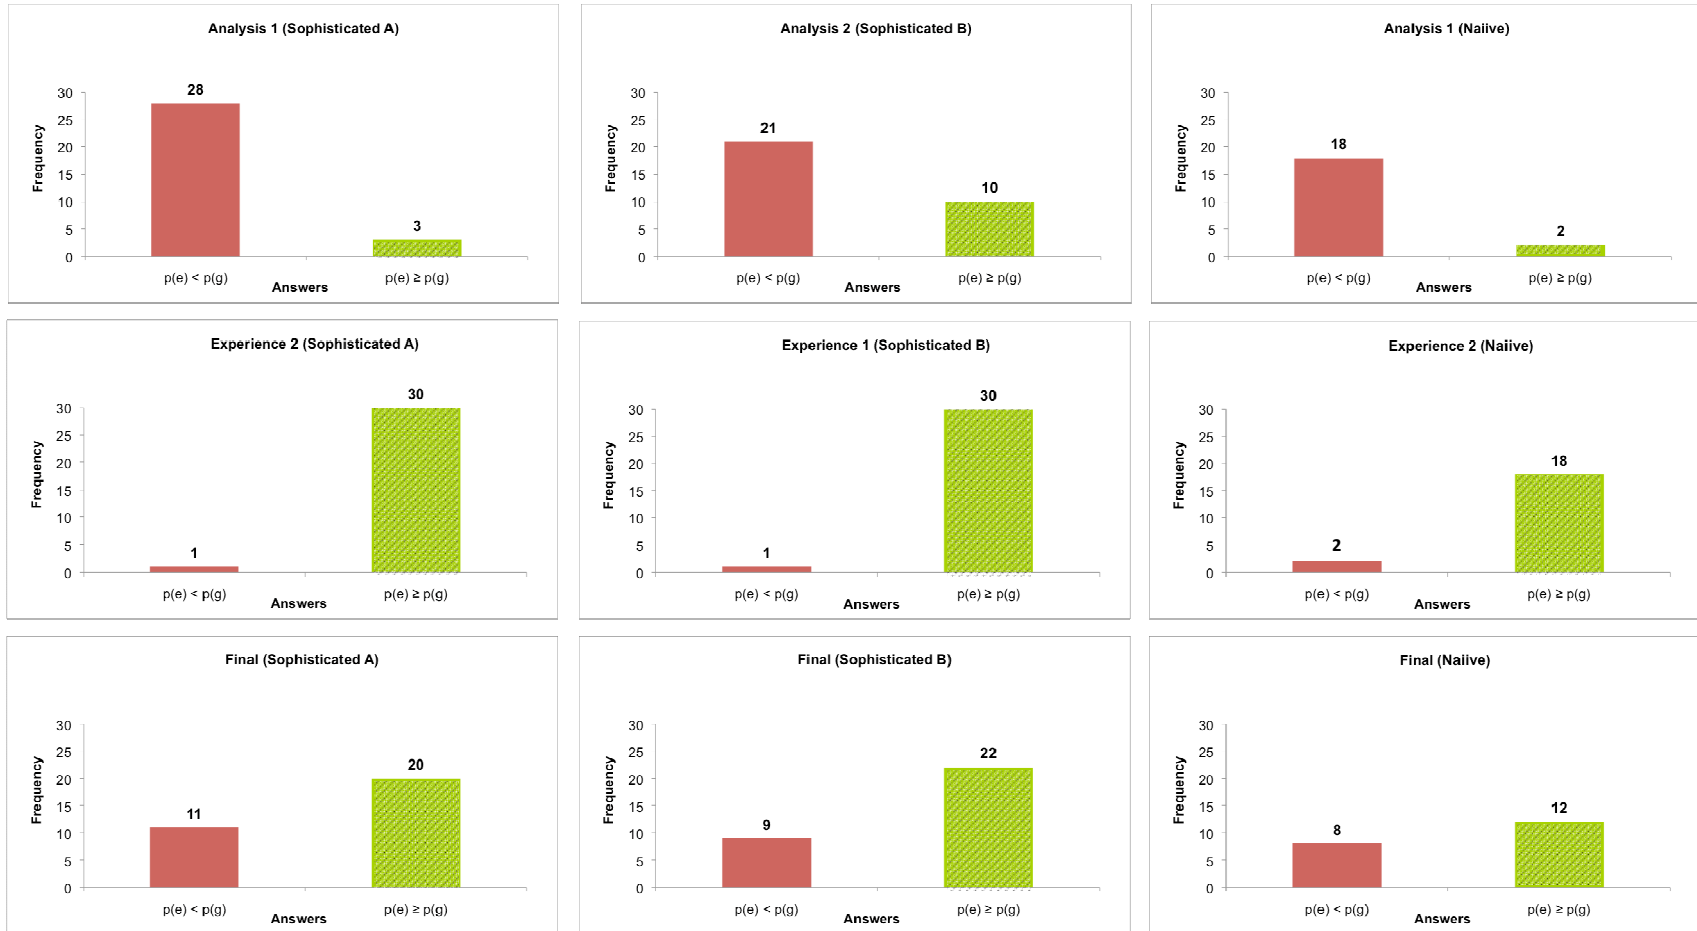 Analysis 1 (Sophisticated A)
28
30
25
20
15
10
5
0
Frequency
3
p(e) < p(g)
p(e) ≥ p(g)
Answers
Analysis 2 (Sophisticated B)
21
30
25
20
15
10
5
0
Frequency
10
p(e) < p(g)
p(e) ≥ p(g)
Answers
Analysis 1 (Naiive)
18
30
25
20
15
10
5
0
Frequency
2
p(e) < p(g)
p(e) ≥ p(g)
Answers
Experience 2 (Sophisticated A)
30
30
25
20
15
10
5
0
Frequency
1
p(e) < p(g)
p(e) ≥ p(g)
Answers
Experience 1 (Sophisticated B)
30
30
25
20
15
10
5
0
Frequency
1
p(e) < p(g)
p(e) ≥ p(g)
Answers
Experience 2 (Naiive)
30
25
20
15
10
5
0
Frequency
18
2
p(e) < p(g)
p(e) ≥ p(g)
Answers
Final (Sophisticated A)
30
25
20
15
10
5
0
Frequency
20
11
p(e) < p(g)
p(e) ≥ p(g)
Answers
Final (Sophisticated B)
30
25
20
15
10
5
0
Frequency
22
9
p(e) < p(g)
p(e) ≥ p(g)
Answers
Final (Naiive)
30
25
20
15
10
5
0
Frequency
12
8
p(e) < p(g)
p(e) ≥ p(g)
Answers